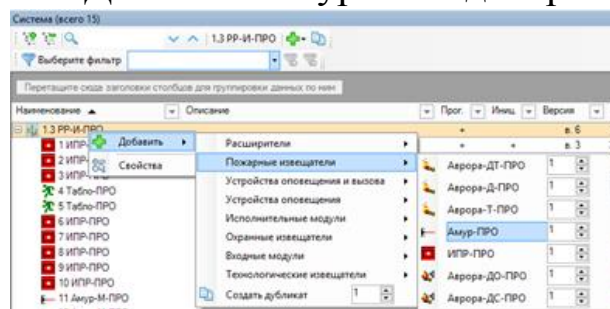 Система (всего 15)
1.3 РР-И-ПРО
Выберите фильтр
Перетащите сюда заголовки столбцов для группировки данных по ним
Наименование Описание Прог. Иниц. Версия
1.3 РР-И-ПРО + в. 6
1 ИПР- + + в. 3
2 ИПР-
3 ИПР-
4 Табло-ПРО
5 Табло-ПРО
6 ИПР-ПРО
7 ИПР-ПРО
8 ИПР-ПРО
9 ИПР-ПРО
10 ИПР-ПРО
11 Амур-М-ПРО
Добавить
Свойства
Расширители
Пожарные извещатели
Устройства оповещения и вызова
Устройства оповещения
Исполнительные модули
Охранные извещатели
Входные модули
Технологические извещатели
Создать дубликат 1
Аврора-ДТ-ПРО 1
Аврора-Д-ПРО 1
Аврора-Т-ПРО 1
Амур-ПРО 1
ИПР-ПРО 1
Аврора-ДО-ПРО 1
Аврора-ДС-ПРО 1